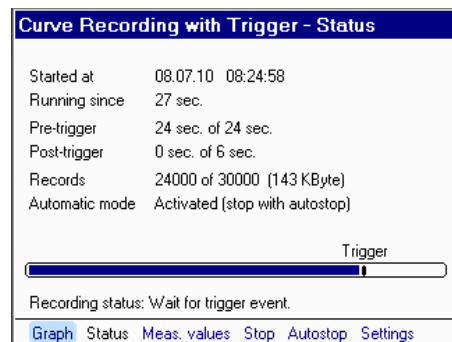 Curve Recording with Trigger - Status
Started at 08.07.10 08:24:58
Running since 27 sec.
Pre-trigger 24 sec. of 24 sec.
Post-trigger 0 sec. of 6 sec.
Records 24000 of 30000 (143 KByte)
Automatic mode Activated (stop with autostop)
Trigger
Recording status: Wait for trigger event.
Graph Status Meas. values Stop Autostop Settings